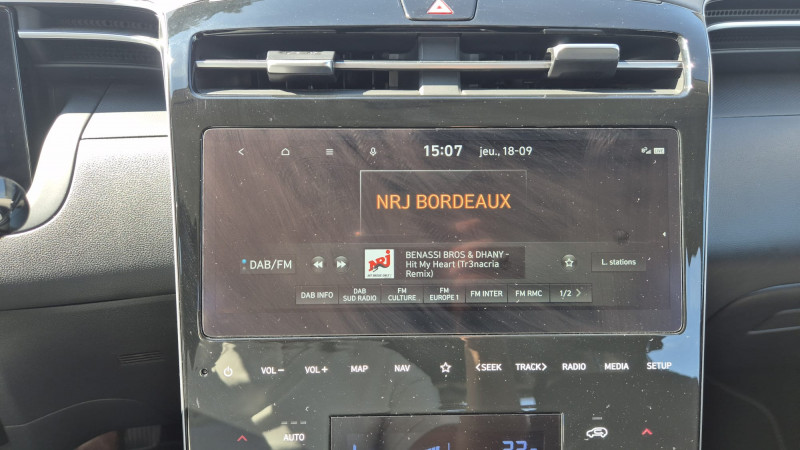 15:07 jeu., 18-09
NRJ BORDEAUX
DAB/FM
NRJ
BENASSI BROS & DHANY -
Hit My Heart (Tr3nacria
Remix)
L. stations
DAB INFO
DAB
SUD RADIO
FM
CULTURE
FM
EUROPE 1
FM INTER
FM RMC
1/2 >
VOL− VOL+ MAP NAV <SEEK TRACK> RADIO MEDIA SETUP
AUTO